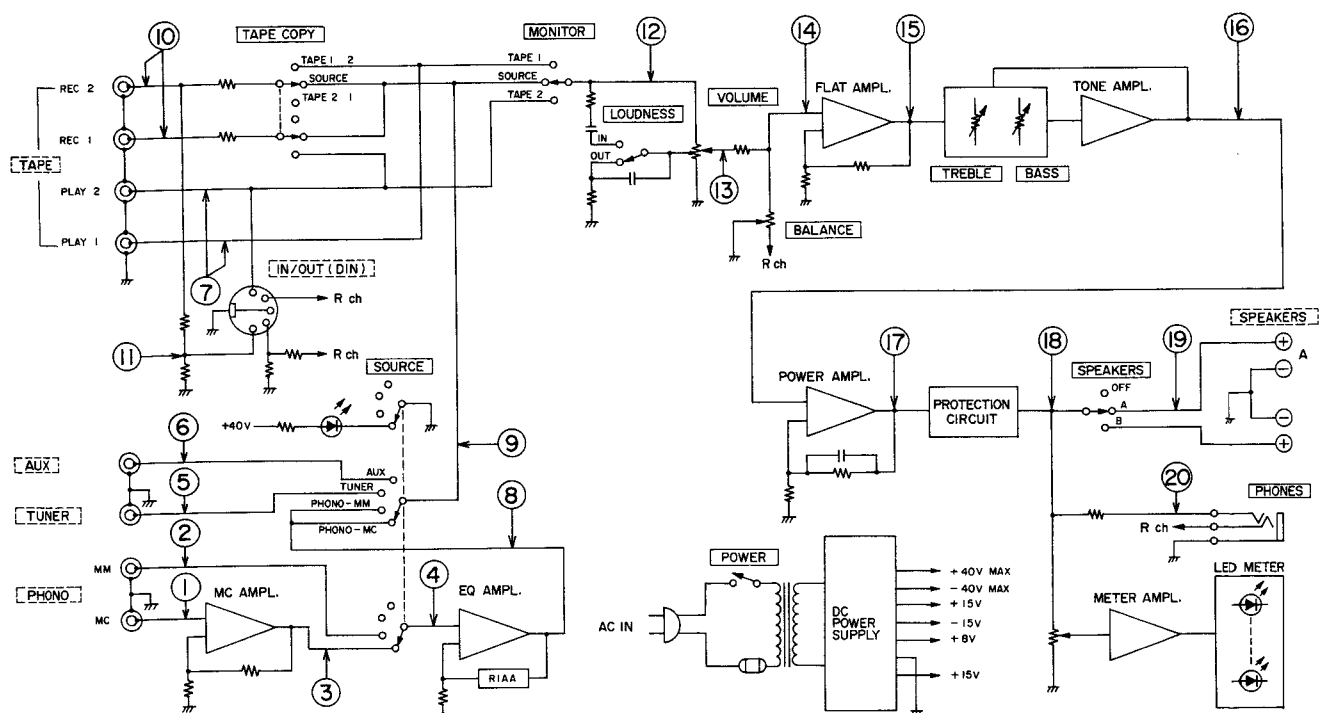 10
TAPE COPY
MONITOR
12
14
15
16
TAPE 1 2
TAPE 1
REC 2
SOURCE
SOURCE
FLAT AMPL.
TONE AMPL.
VOLUME
TAPE 2 1
TAPE 2
LOUDNESS
REC 1
IN
TAPE
OUT
PLAY 2
13
TREBLE
BASS
PLAY 1
BALANCE
IN/OUT (DIN)
R ch
7
R ch
11
R ch
SOURCE
17
18
SPEAKERS
19
SPEAKERS
+
A
OFF
POWER AMPL.
PROTECTION
CIRCUIT
A
−
B
−
+
+40V
6
9
AUX
AUX
5
TUNER
8
20
PHONES
TUNER
PHONO-MM
PHONO-MC
R ch
2
MM
POWER
LED METER
1
4
PHONO
MC AMPL.
EQ AMPL.
METER AMPL.
MC
AC IN
DC
POWER
SUPPLY
+40V MAX
-40V MAX
+15V
-15V
+8V
+15V
3
RIAA